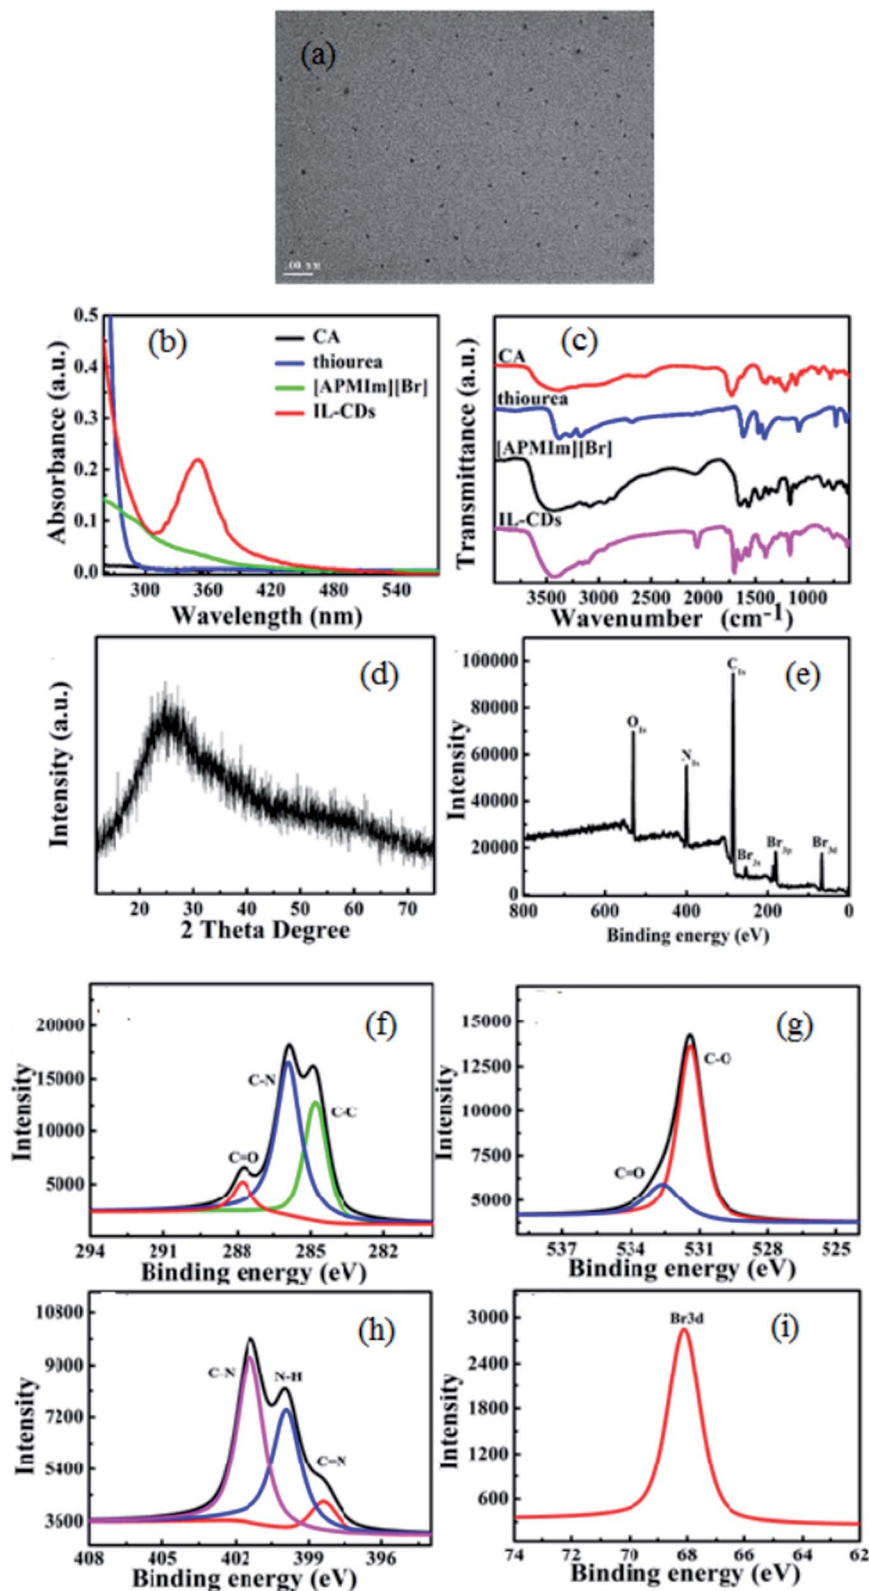 (a)
100 nm
(b)
CA
thiourea
[APMIm][Br]
IL-CDs
0.5
0.4
0.3
0.2
0.1
0.0
Absorbance (a.u.)
300 360 420 480 540
Wavelength (nm)
(c)
CA
thiourea
[APMIm][Br]
IL-CDs
Transmittance (a.u.)
3500 3000 2500 2000 1500 1000
Wavenumber (cm-1)
(d)
Intensity (a.u.)
20 30 40 50 60 70
2 Theta Degree
(e)
100000
80000
60000
40000
20000
0
Intensity
C1s
O1s
N1s
Br3s
Br3p
Br3d
800 600 400 200 0
Binding energy (eV)
(f)
20000
15000
10000
5000
Intensity
C-N
C-C
C=O
294 291 288 285 282
Binding energy (eV)
(g)
15000
12500
10000
7500
5000
Intensity
C-O
C=O
537 534 531 528 525
Binding energy (eV)
(h)
10800
9000
7200
5400
3600
Intensity
C-N
N-H
C=N
408 405 402 399 396
Binding energy (eV)
(i)
3000
2400
1800
1200
600
Intensity
Br3d
74 72 70 68 66 64 62
Binding energy (eV)